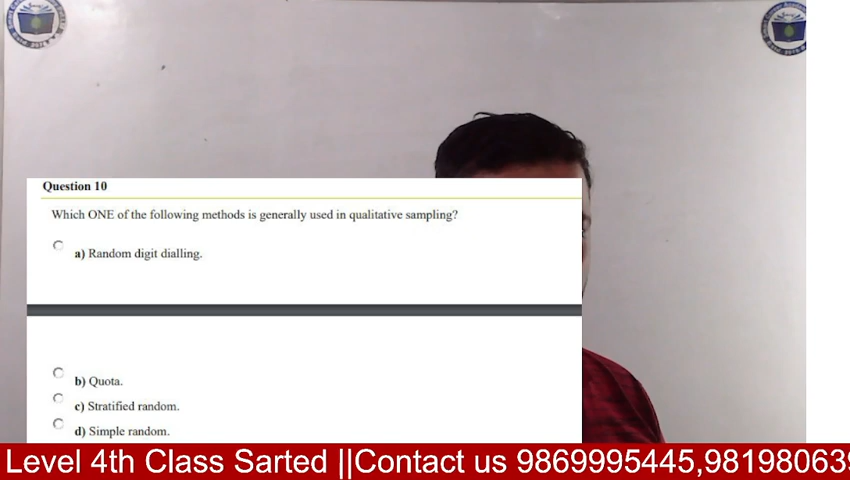 Question 10
Which ONE of the following methods is generally used in qualitative sampling?
a) Random digit dialling.
b) Quota.
c) Stratified random.
d) Simple random.
Level 4th Class Sarted ||Contact us 9869995445,981980639